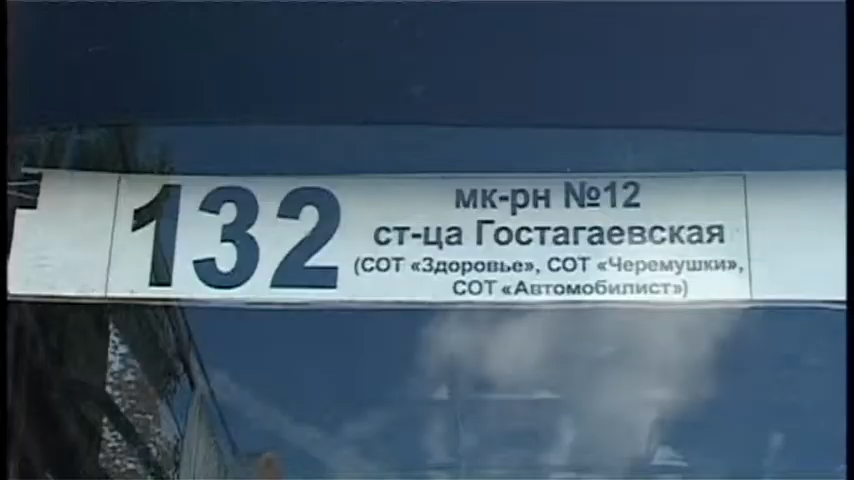 132
мк-рн №12
ст-ца Гостагаевская
(СОТ «Здоровье», СОТ «Черемушки»,
СОТ «Автомобилист»)